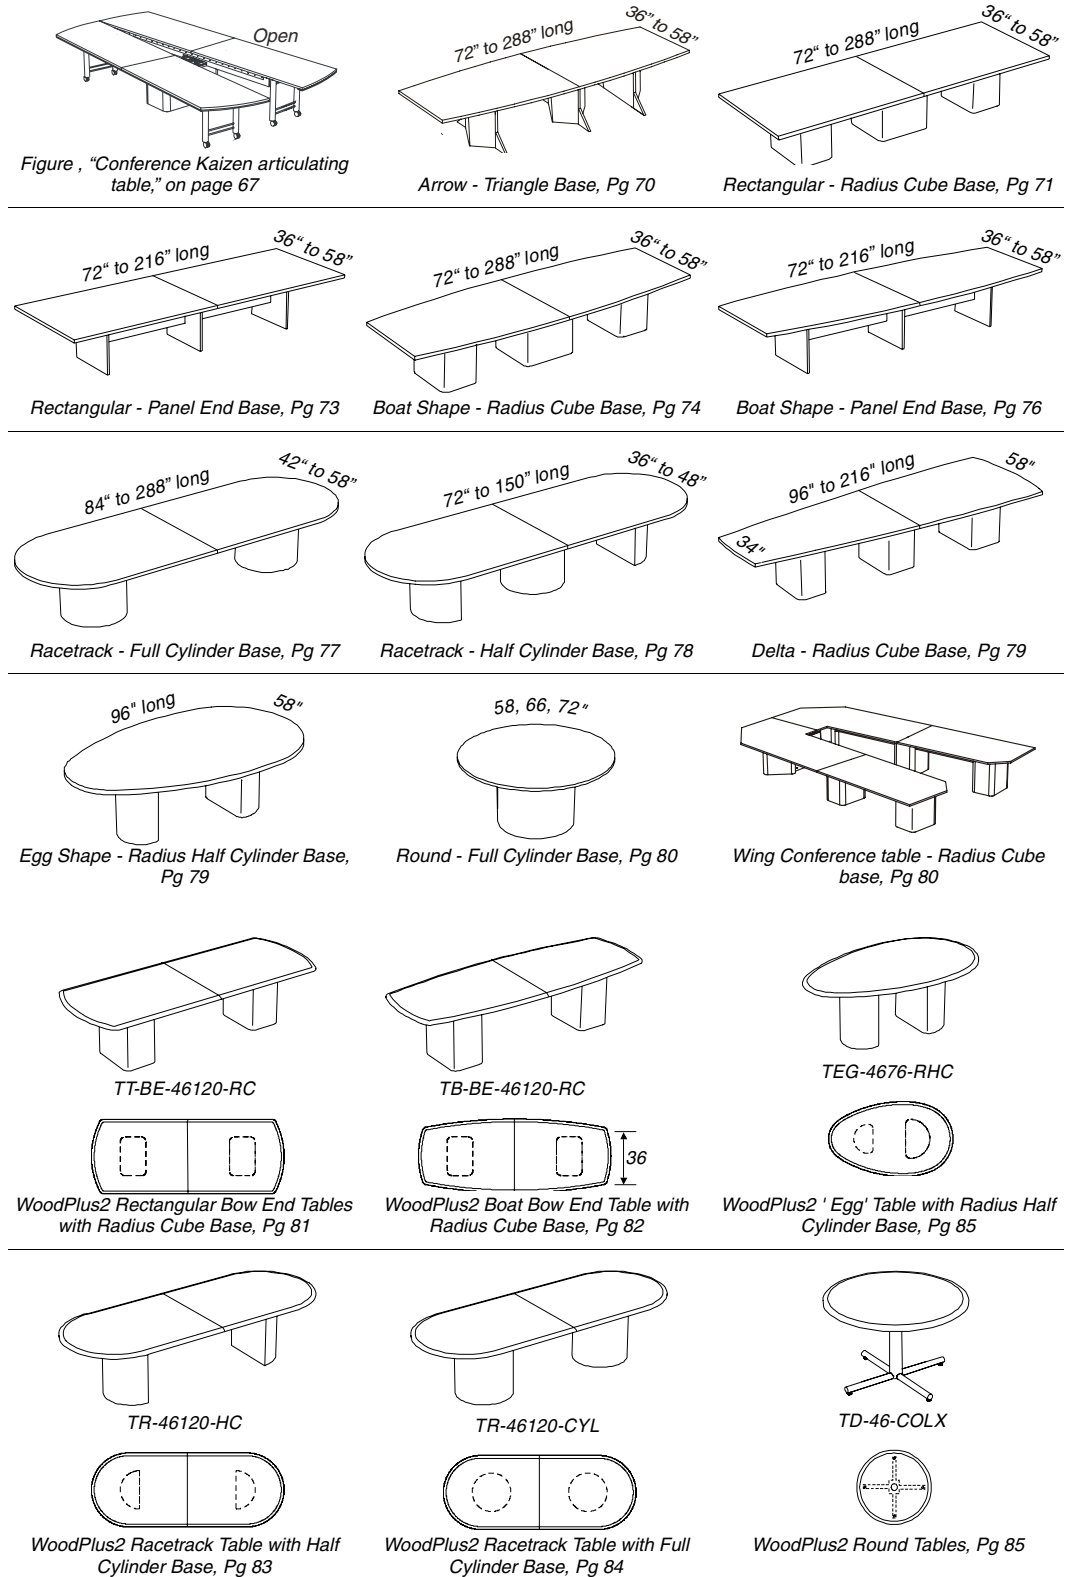 Open
Figure , “Conference Kaizen articulating
table,” on page 67
72” to 288” long
36” to 58”
Arrow - Triangle Base, Pg 70
72“ to 288” long
36“ to 58”
Rectangular - Radius Cube Base, Pg 71
72“ to 216” long
36“ to 58”
Rectangular - Panel End Base, Pg 73
72“ to 288” long
36“ to 58”
Boat Shape - Radius Cube Base, Pg 74
72“ to 216” long
36“ to 58”
Boat Shape - Panel End Base, Pg 76
84“ to 288” long
42“ to 58”
Racetrack - Full Cylinder Base, Pg 77
72“ to 150” long
36“ to 48”
Racetrack - Half Cylinder Base, Pg 78
96" to 216" long
58"
34"
Delta - Radius Cube Base, Pg 79
96" long
58"
Egg Shape - Radius Half Cylinder Base,
Pg 79
58, 66, 72"
Round - Full Cylinder Base, Pg 80
Wing Conference table - Radius Cube
base, Pg 80
TT-BE-46120-RC
WoodPlus2 Rectangular Bow End Tables
with Radius Cube Base, Pg 81
TB-BE-46120-RC
36
WoodPlus2 Boat Bow End Table with
Radius Cube Base, Pg 82
TEG-4676-RHC
WoodPlus2 ' Egg' Table with Radius Half
Cylinder Base, Pg 85
TR-46120-HC
WoodPlus2 Racetrack Table with Half
Cylinder Base, Pg 83
TR-46120-CYL
WoodPlus2 Racetrack Table with Full
Cylinder Base, Pg 84
TD-46-COLX
WoodPlus2 Round Tables, Pg 85